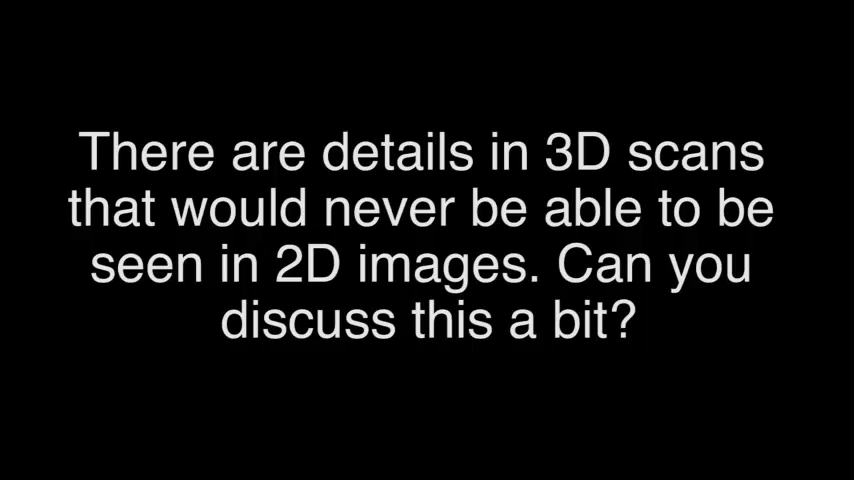 There are details in 3D scans
that would never be able to be
seen in 2D images. Can you
discuss this a bit?